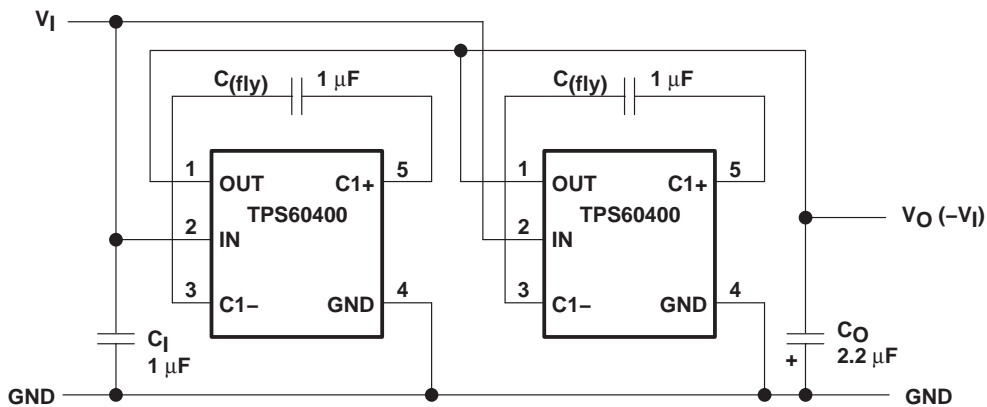 VI
C(fly)
1 μF
C(fly)
1 μF
1
OUT
C1+
5
TPS60400
2
IN
3
C1–
GND
4
1
OUT
C1+
5
TPS60400
2
IN
3
C1–
GND
4
VO (–VI)
CI
1 μF
CO
2.2 μF
+
GND
GND